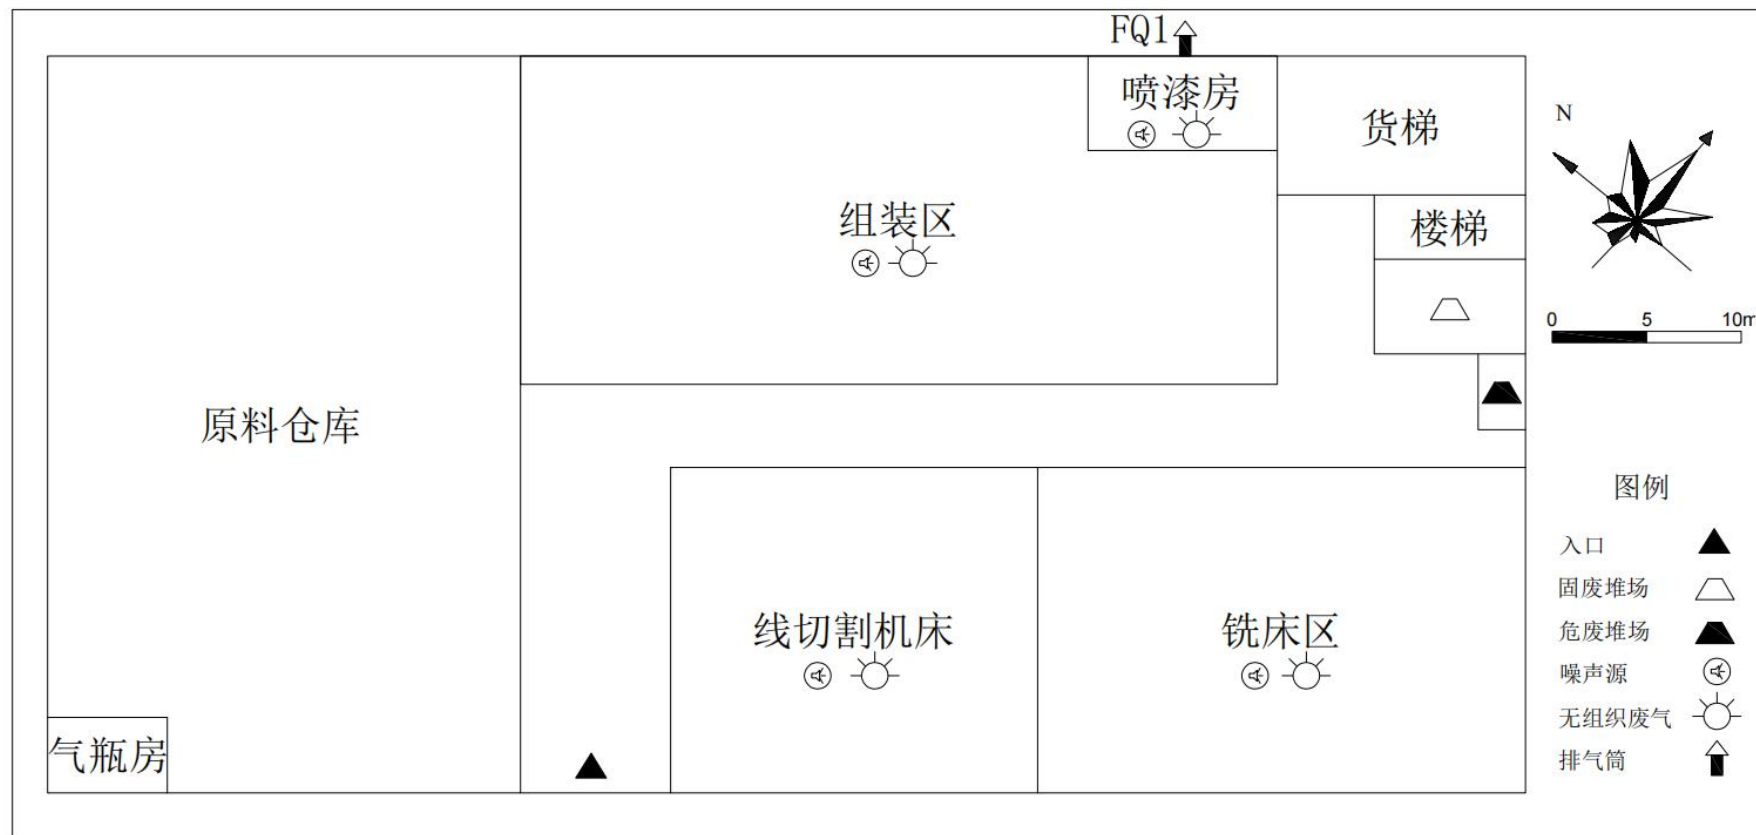 FQ1
喷漆房
货梯
N
组装区
楼梯
0 5 10m
原料仓库
图例
入口
固废堆场
线切割机床
铣床区
危废堆场
噪声源
无组织废气
气瓶房
排气筒